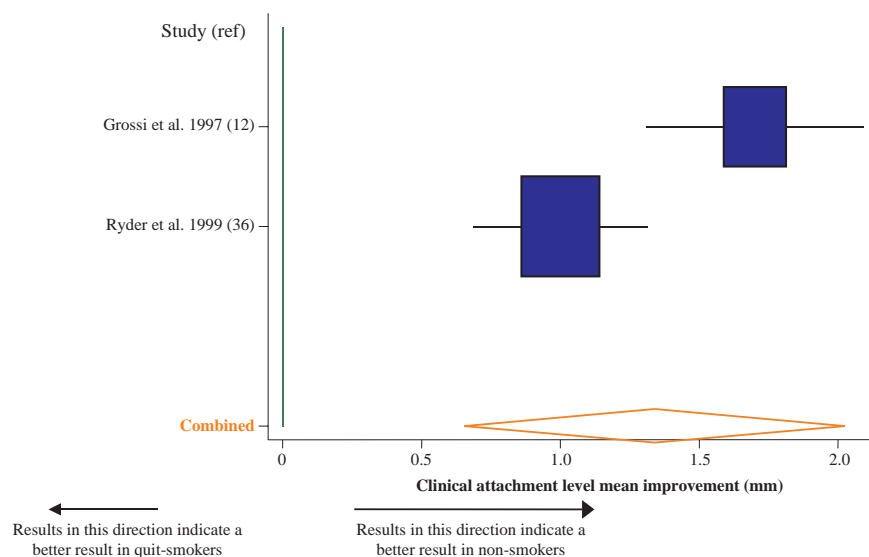 Study (ref)
Grossi et al. 1997 (12)
Ryder et al. 1999 (36)
Combined
0 0.5 1.0 1.5 2.0
Clinical attachment level mean improvement (mm)
Results in this direction indicate a
better result in quit-smokers
Results in this direction indicate a
better result in non-smokers